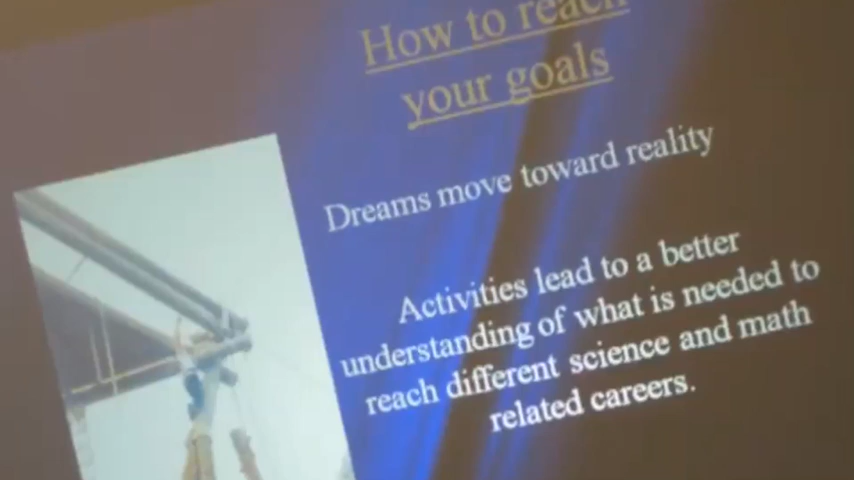 How to reach
your goals
Dreams move toward reality
Activities lead to a better
understanding of what is needed to
reach different science and math
related careers.